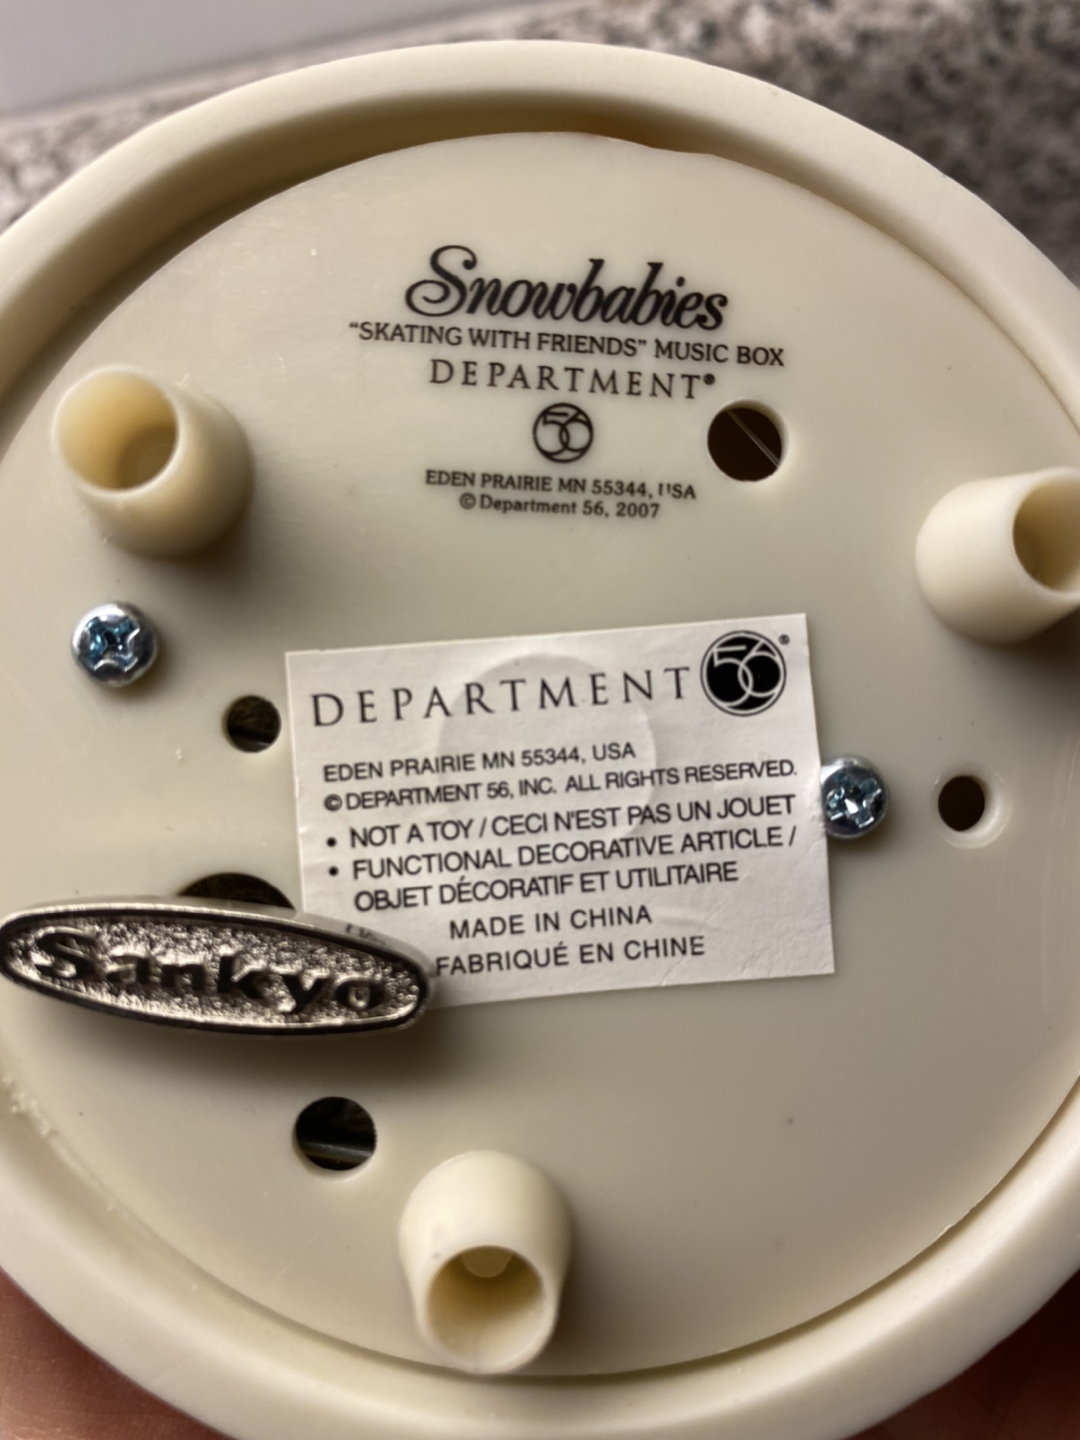 Snowbabies
“SKATING WITH FRIENDS” MUSIC BOX
DEPARTMENT®
56
EDEN PRAIRIE MN 55344, USA
© Department 56, 2007
DEPARTMENT 56®
EDEN PRAIRIE MN 55344, USA
© DEPARTMENT 56, INC. ALL RIGHTS RESERVED.
• NOT A TOY / CECI N'EST PAS UN JOUET
• FUNCTIONAL DECORATIVE ARTICLE /
OBJET DÉCORATIF ET UTILITAIRE
MADE IN CHINA
FABRIQUÉ EN CHINE
Sankyo